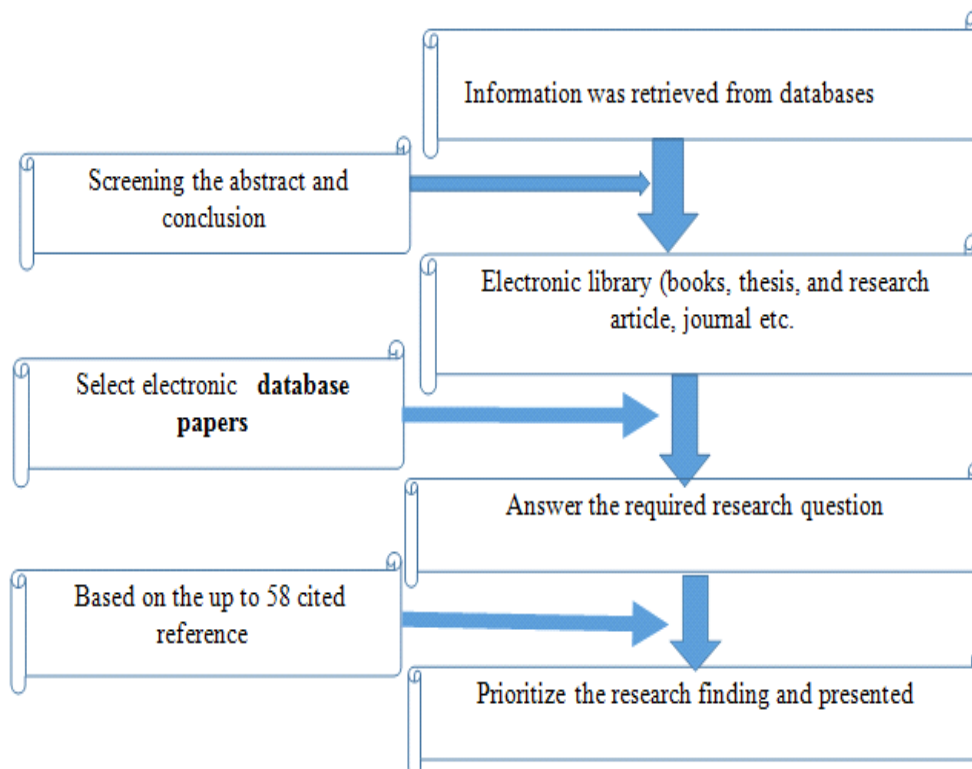 Information was retrieved from databases
Screening the abstract and
conclusion
Electronic library (books, thesis, and research
article, journal etc.
Select electronic database
papers
Answer the required research question
Based on the up to 58 cited
reference
Prioritize the research finding and presented